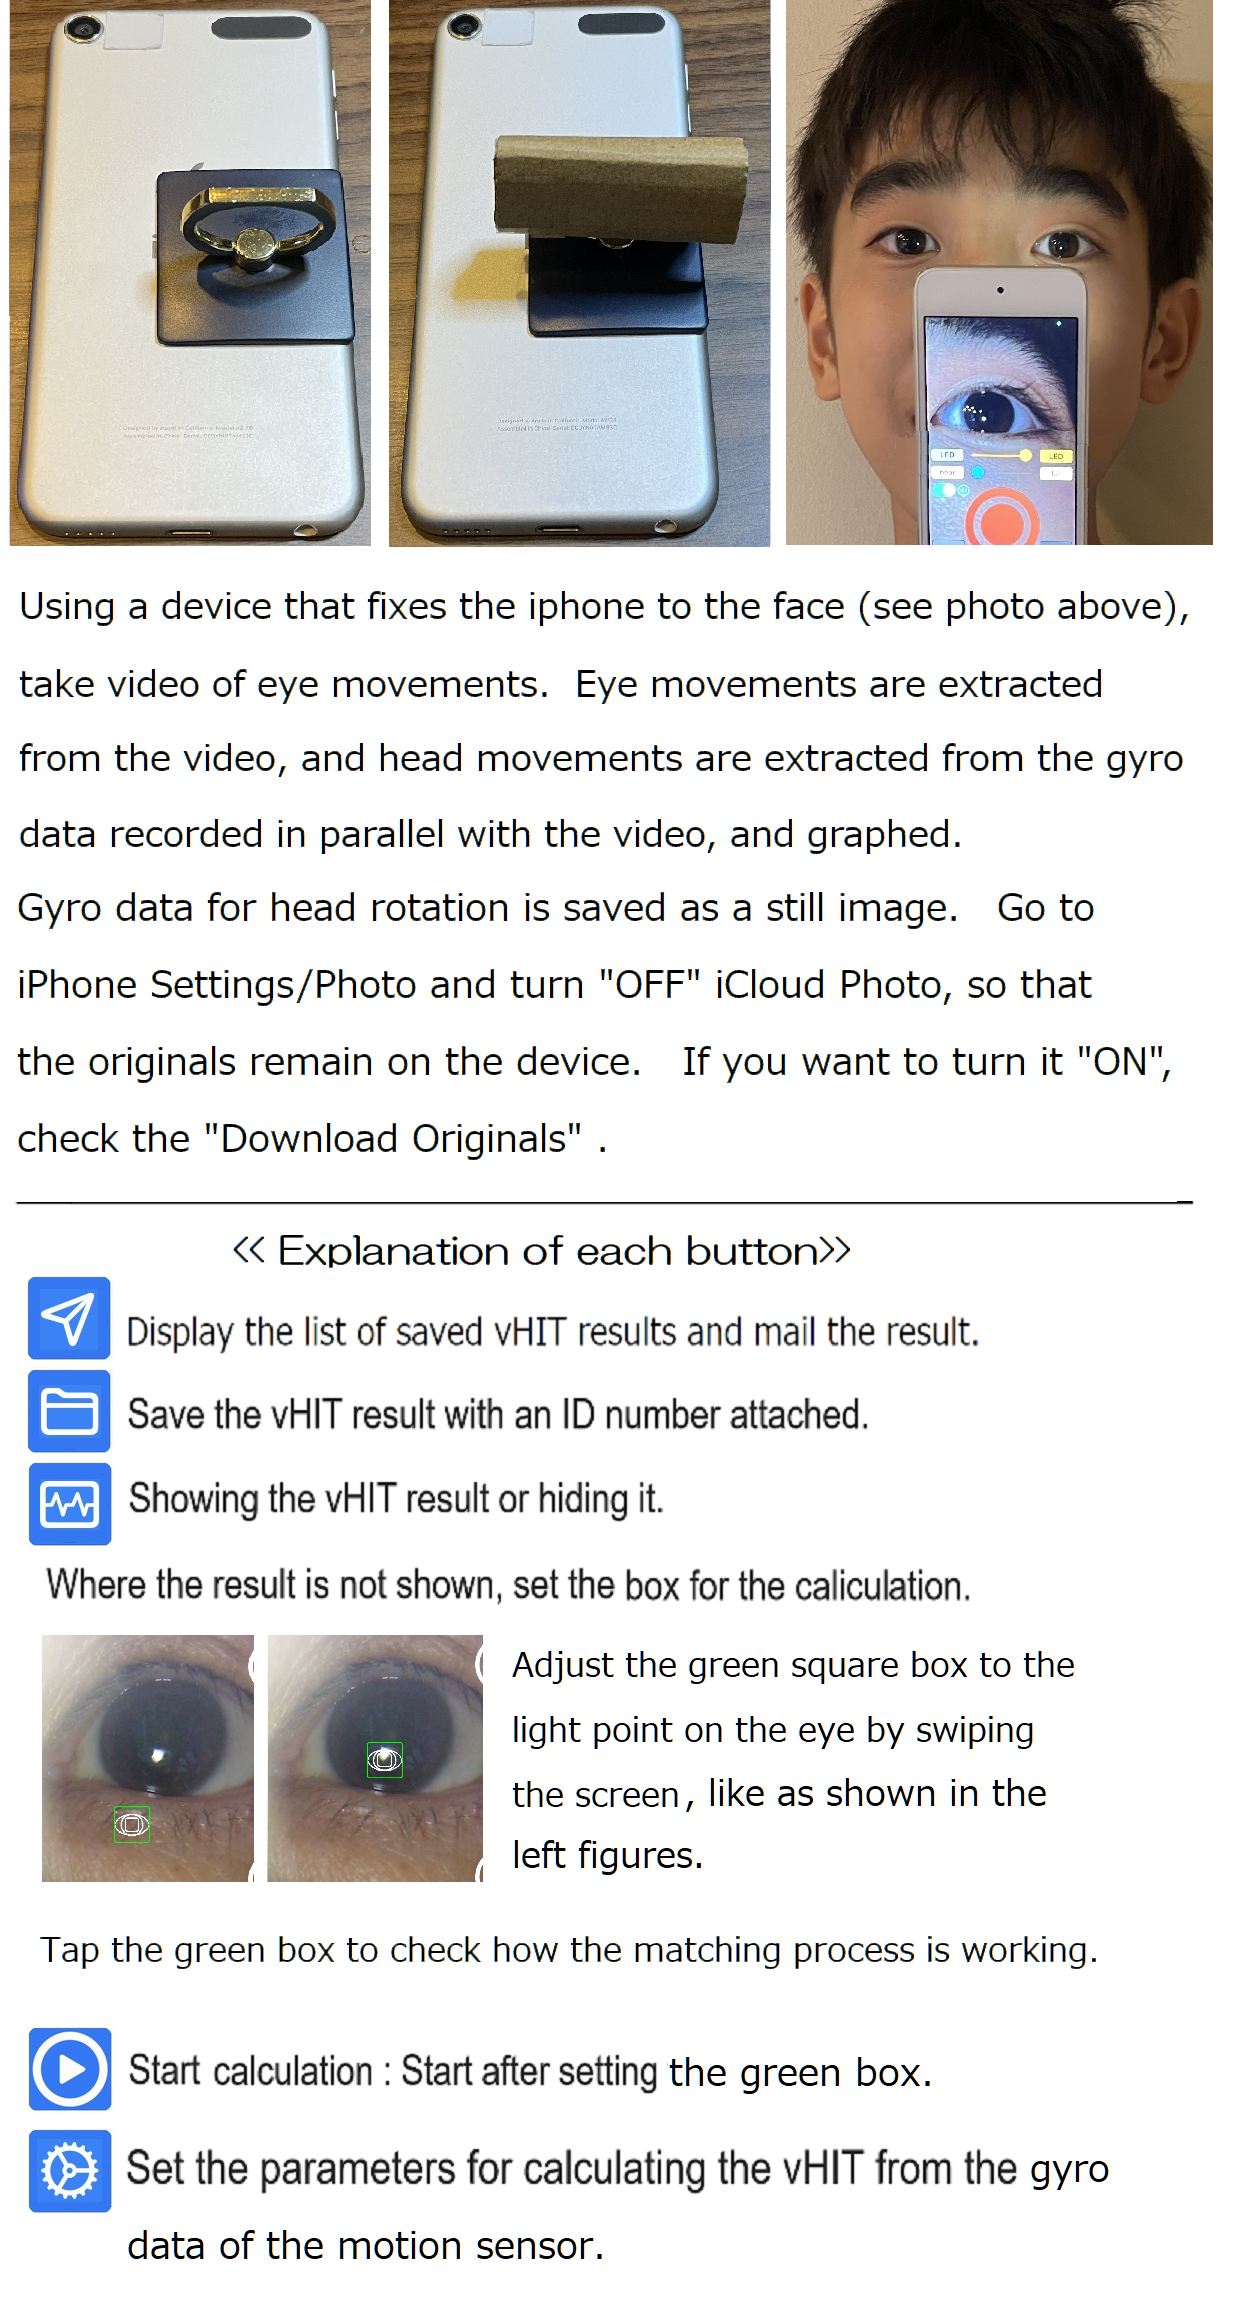 LED
LED
near
Using a device that fixes the iphone to the face (see photo above),
take video of eye movements. Eye movements are extracted
from the video, and head movements are extracted from the gyro
data recorded in parallel with the video, and graphed.
Gyro data for head rotation is saved as a still image. Go to
iPhone Settings/Photo and turn "OFF" iCloud Photo, so that
the originals remain on the device. If you want to turn it "ON",
check the "Download Originals" .
<< Explanation of each button>>
Display the list of saved vHIT results and mail the result.
Save the vHIT result with an ID number attached.
Showing the vHIT result or hiding it.
Where the result is not shown, set the box for the caliculation.
Adjust the green square box to the
light point on the eye by swiping
the screen, like as shown in the
left figures.
Tap the green box to check how the matching process is working.
Start calculation : Start after setting the green box.
Set the parameters for calculating the vHIT from the gyro
data of the motion sensor.